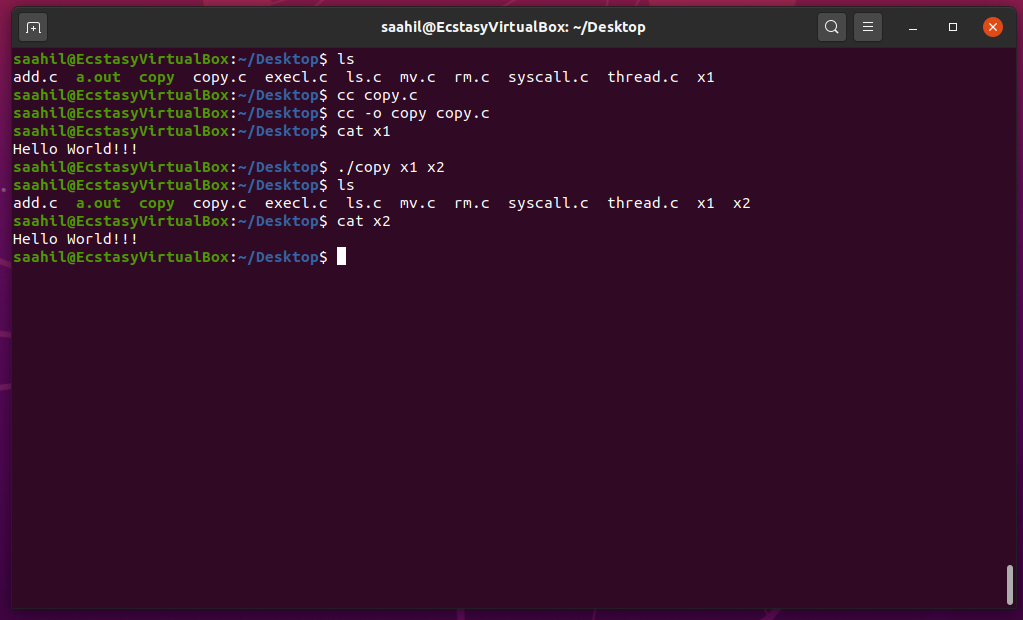 saahil@EcstasyVirtualBox: ~/Desktop
saahil@EcstasyVirtualBox:~/Desktop$ ls
add.c  a.out  copy  copy.c  execl.c  ls.c  mv.c  rm.c  syscall.c  thread.c  x1
saahil@EcstasyVirtualBox:~/Desktop$ cc copy.c
saahil@EcstasyVirtualBox:~/Desktop$ cc -o copy copy.c
saahil@EcstasyVirtualBox:~/Desktop$ cat x1
Hello World!!!
saahil@EcstasyVirtualBox:~/Desktop$ ./copy x1 x2
saahil@EcstasyVirtualBox:~/Desktop$ ls
add.c  a.out  copy  copy.c  execl.c  ls.c  mv.c  rm.c  syscall.c  thread.c  x1  x2
saahil@EcstasyVirtualBox:~/Desktop$ cat x2
Hello World!!!
saahil@EcstasyVirtualBox:~/Desktop$